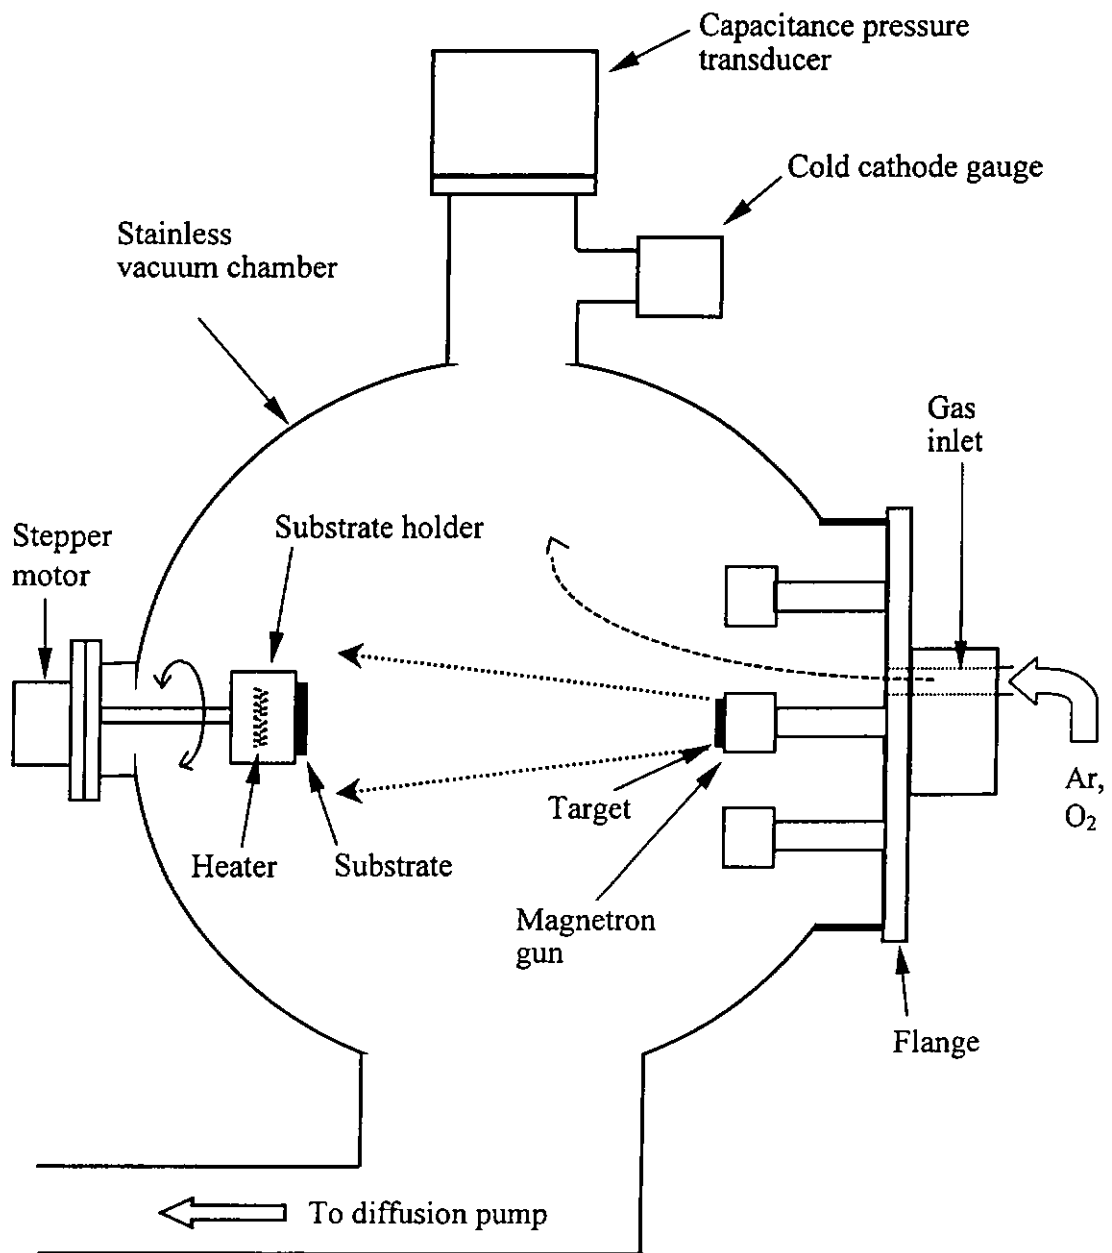 Capacitance pressure
transducer
Cold cathode gauge
Stainless
vacuum chamber
Gas
inlet
Stepper
motor
Substrate holder
Ar,
O₂
Target
Heater
Substrate
Magnetron
gun
Flange
To diffusion pump